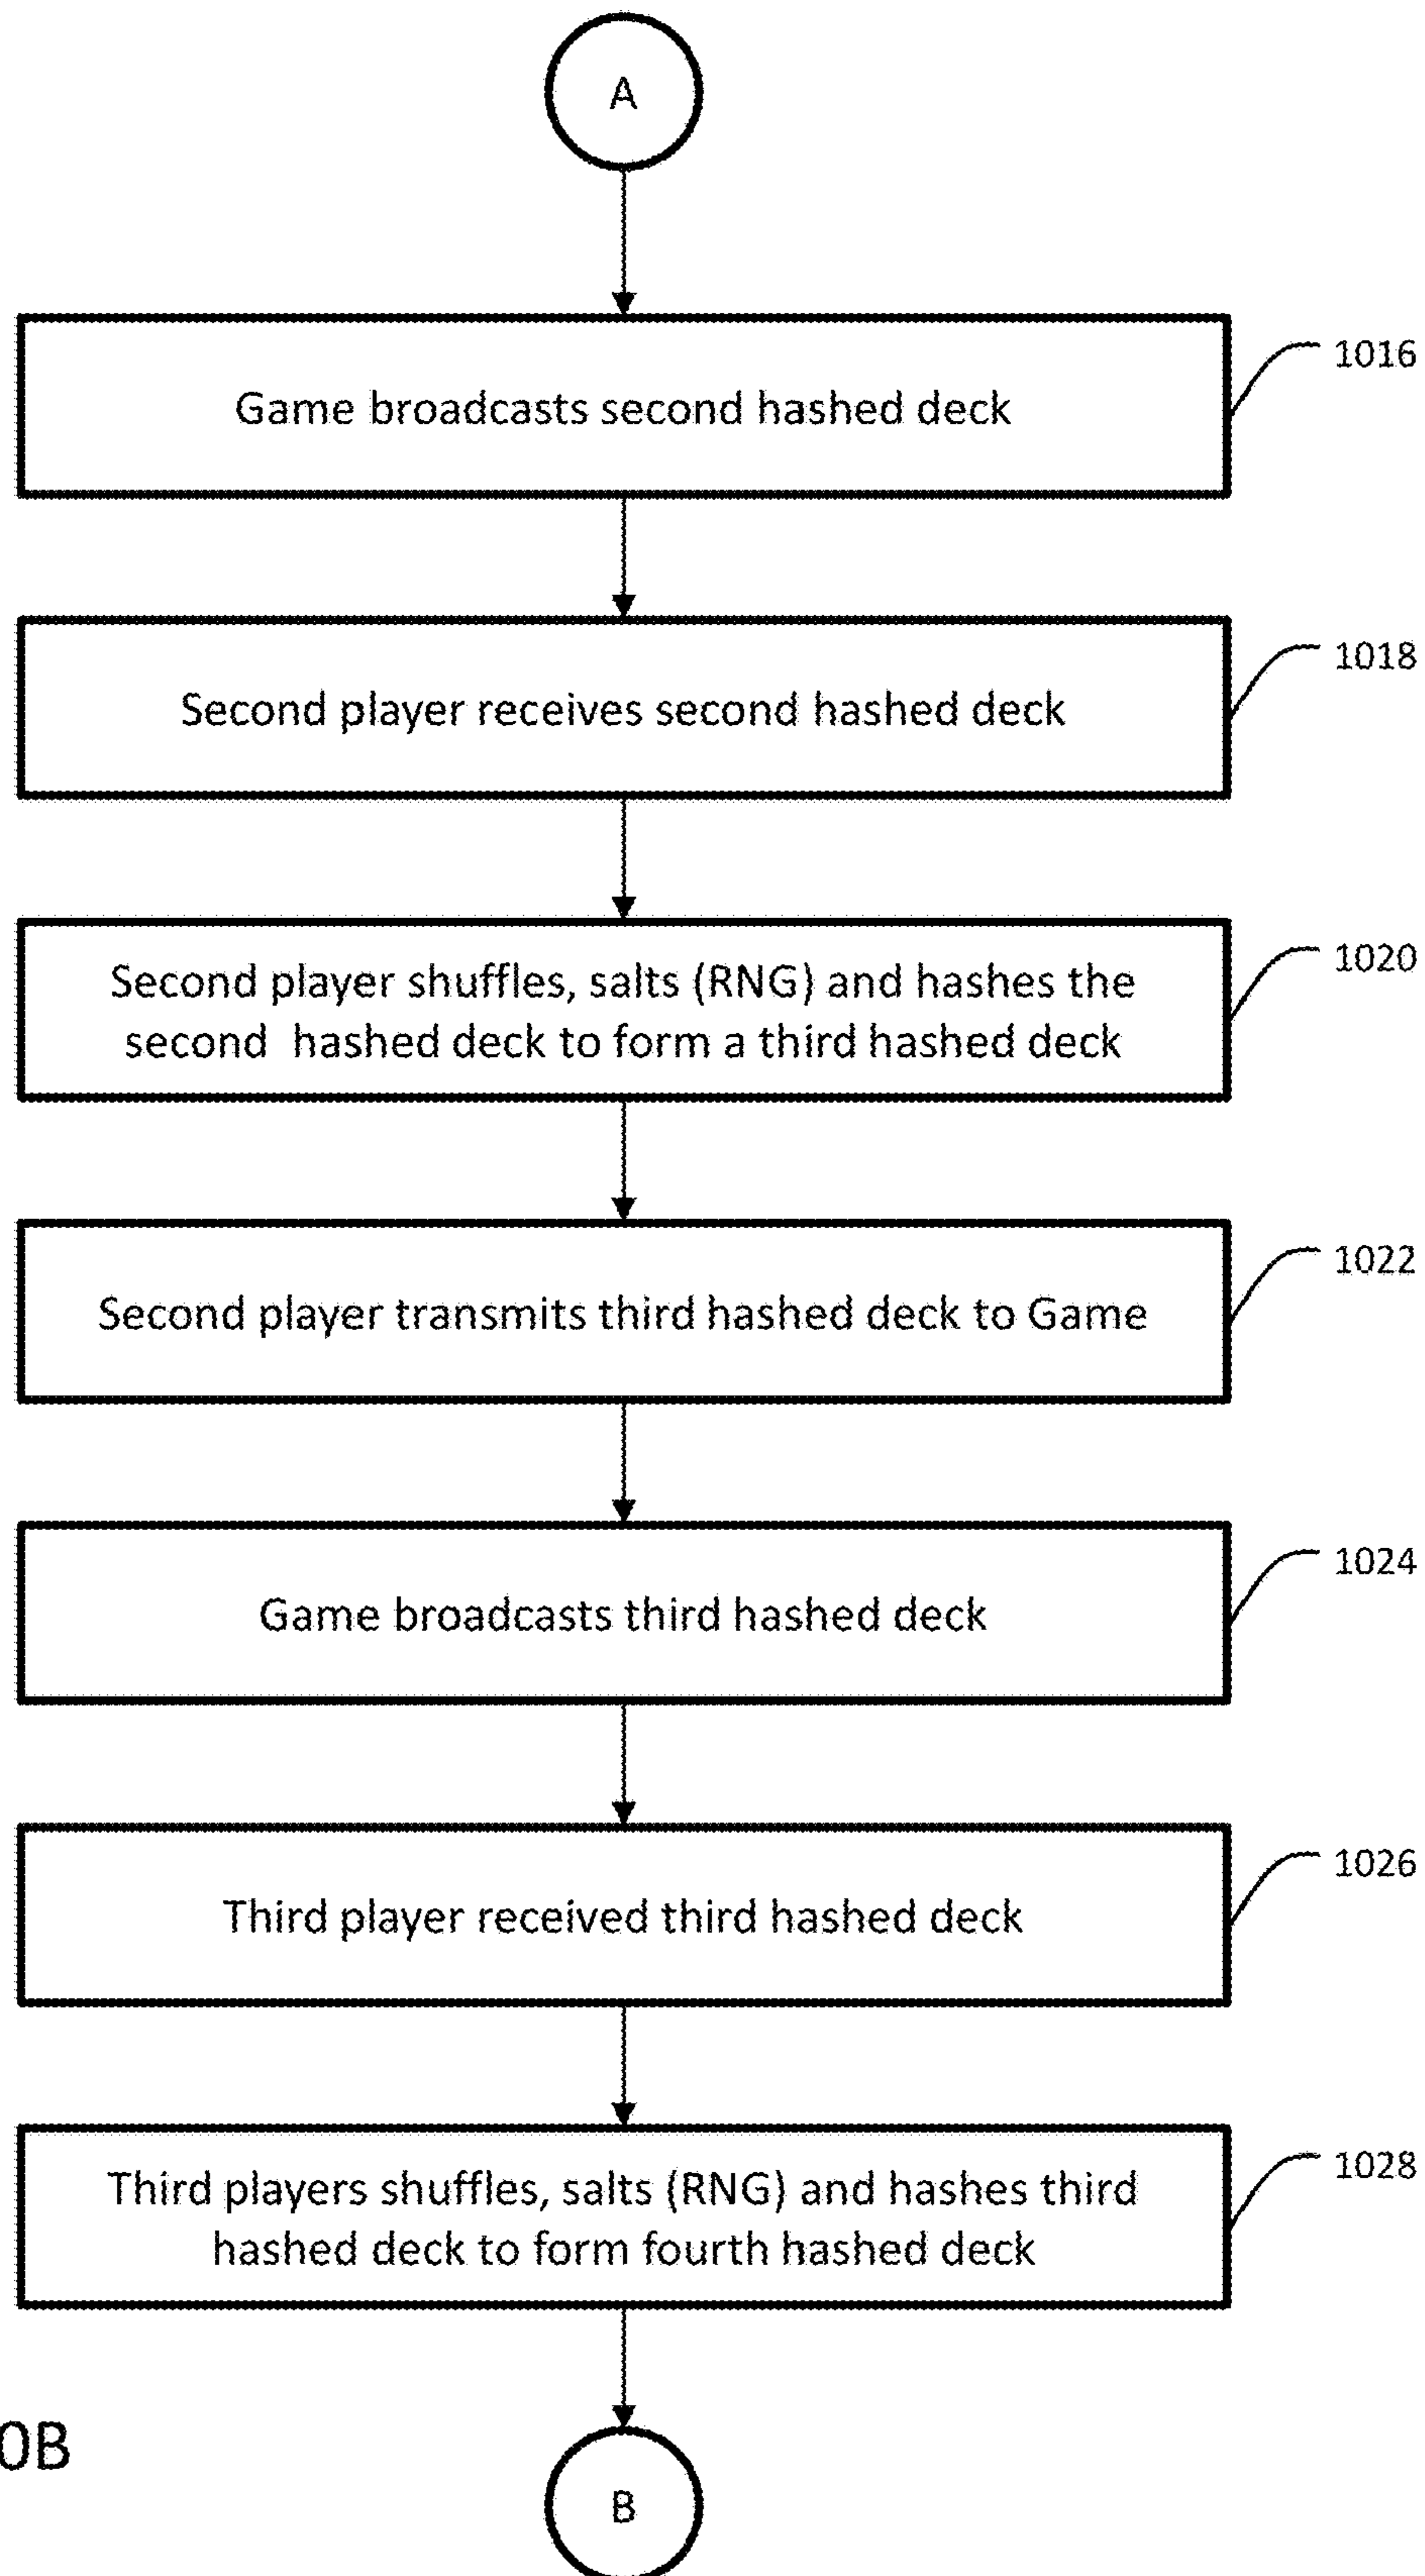 A
Game broadcasts second hashed deck
1016
Second player receives second hashed deck
1018
Second player shuffles, salts (RNG) and hashes the
second  hashed deck to form a third hashed deck
1020
Second player transmits third hashed deck to Game
1022
Game broadcasts third hashed deck
1024
Third player received third hashed deck
1026
Third players shuffles, salts (RNG) and hashes third
hashed deck to form fourth hashed deck
1028
0B
B